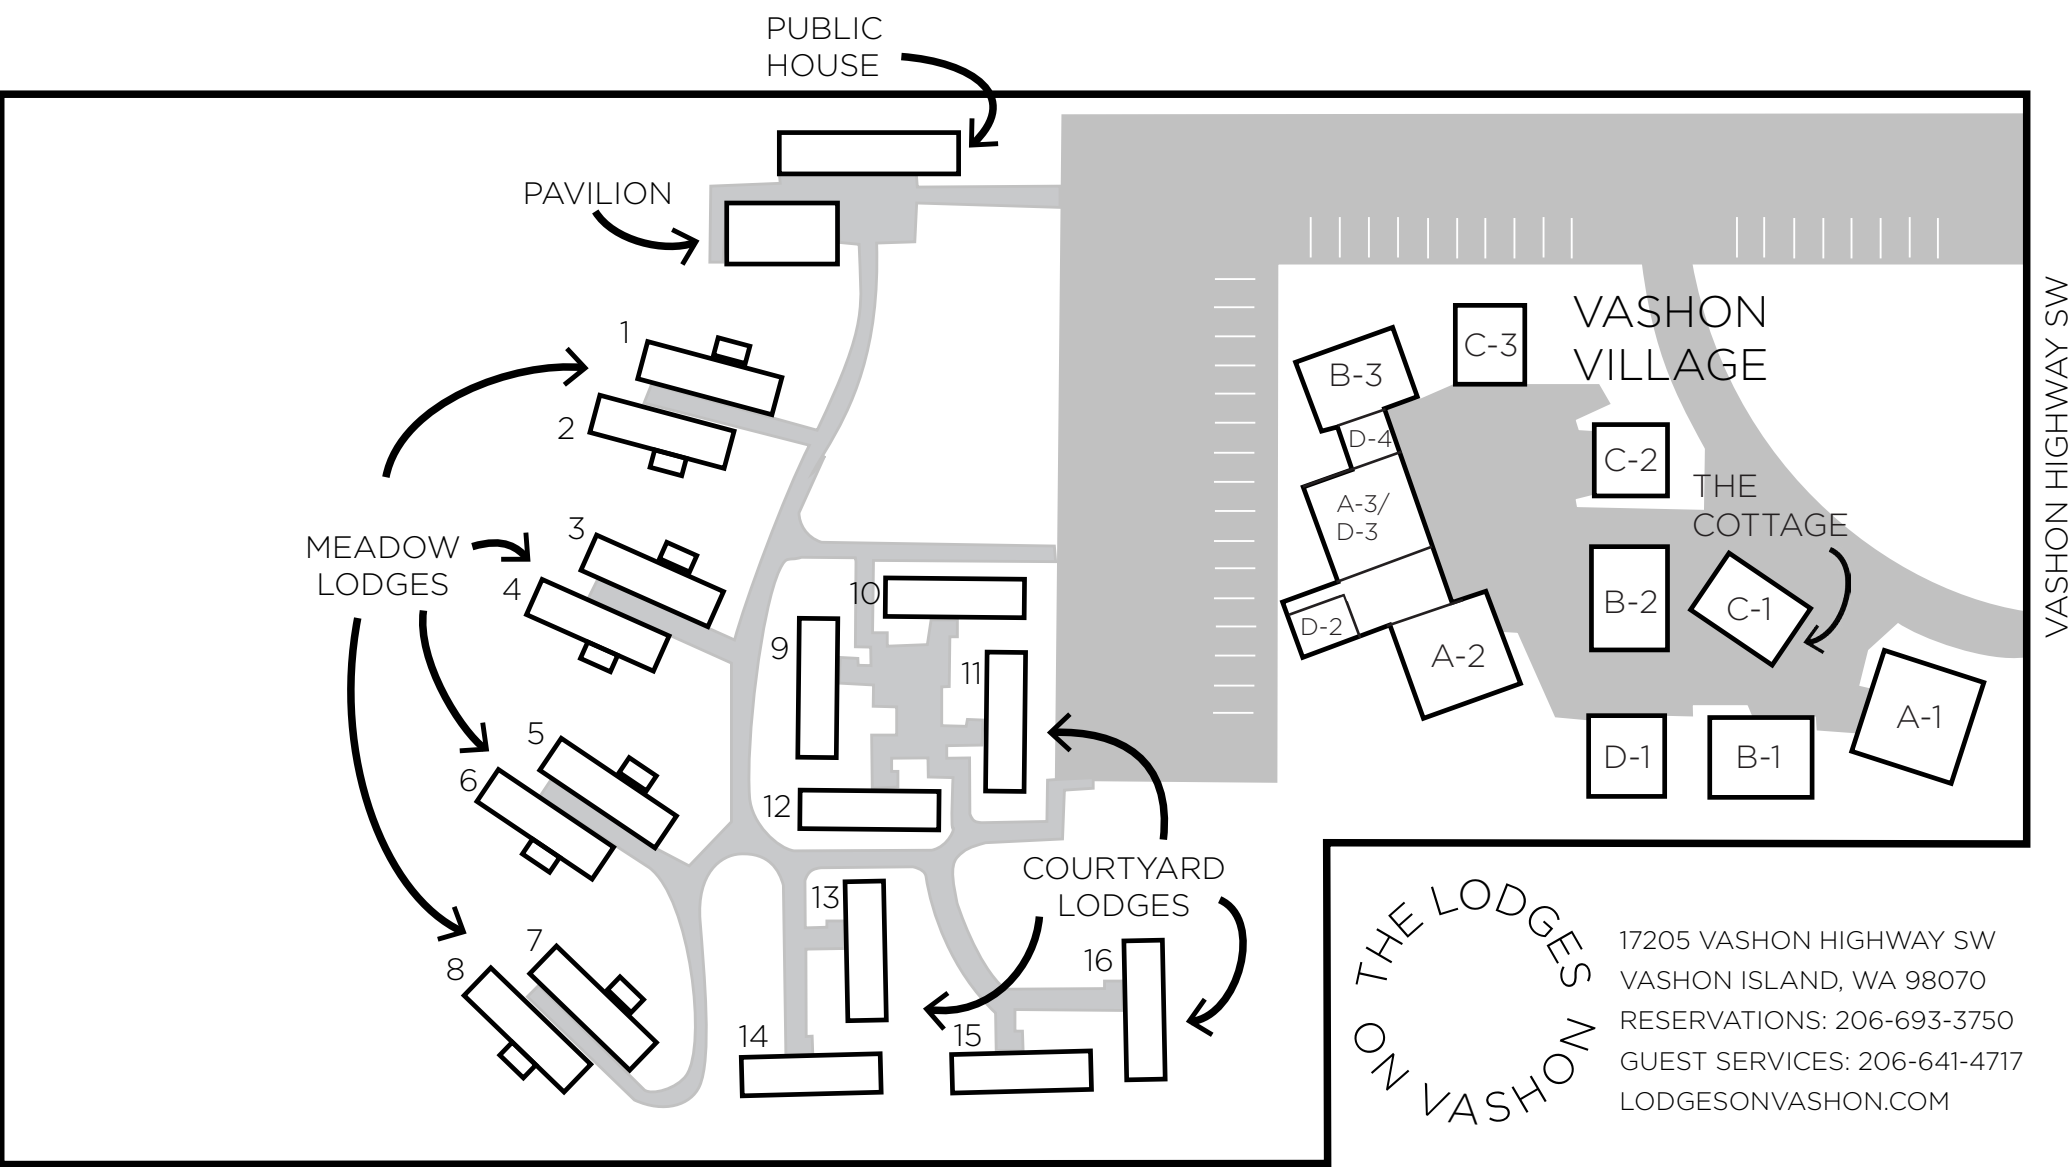 PUBLIC
HOUSE
PAVILION
1
2
MEADOW
LODGES
3
4
5
6
7
8
9
10
11
12
13
14
15
16
COURTYARD
LODGES
VASHON
VILLAGE
B-3
C-3
D-4
A-3/
D-3
D-2
A-2
C-2
THE
COTTAGE
B-2
C-1
D-1
B-1
A-1
VASHON HIGHWAY SW
THE LODGES
ON VASHON
17205 VASHON HIGHWAY SW
VASHON ISLAND, WA 98070
RESERVATIONS: 206-693-3750
GUEST SERVICES: 206-641-4717
LODGESONVASHON.COM